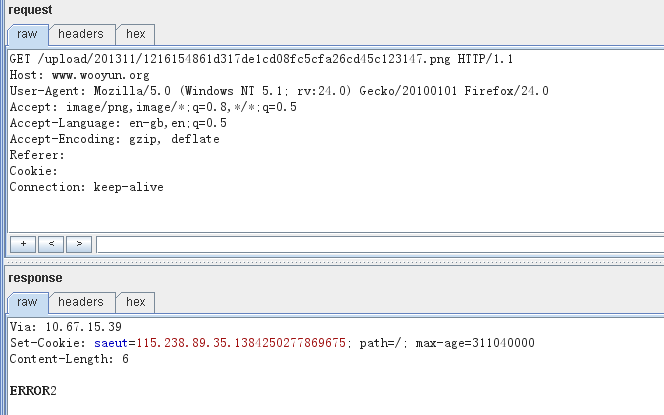 request
raw headers hex
GET /upload/201311/1216154861d317de1cd08fc5cfa26cd45c123147.png HTTP/1.1
Host: www.wooyun.org
User-Agent: Mozilla/5.0 (Windows NT 5.1; rv:24.0) Gecko/20100101 Firefox/24.0
Accept: image/png,image/*;q=0.8,*/*;q=0.5
Accept-Language: en-gb,en;q=0.5
Accept-Encoding: gzip, deflate
Referer:
Cookie:
Connection: keep-alive
+ < >
response
raw headers hex
Via: 10.67.15.39
Set-Cookie: saeut=115.238.89.35.1384250277869675; path=/; max-age=311040000
Content-Length: 6
ERROR2